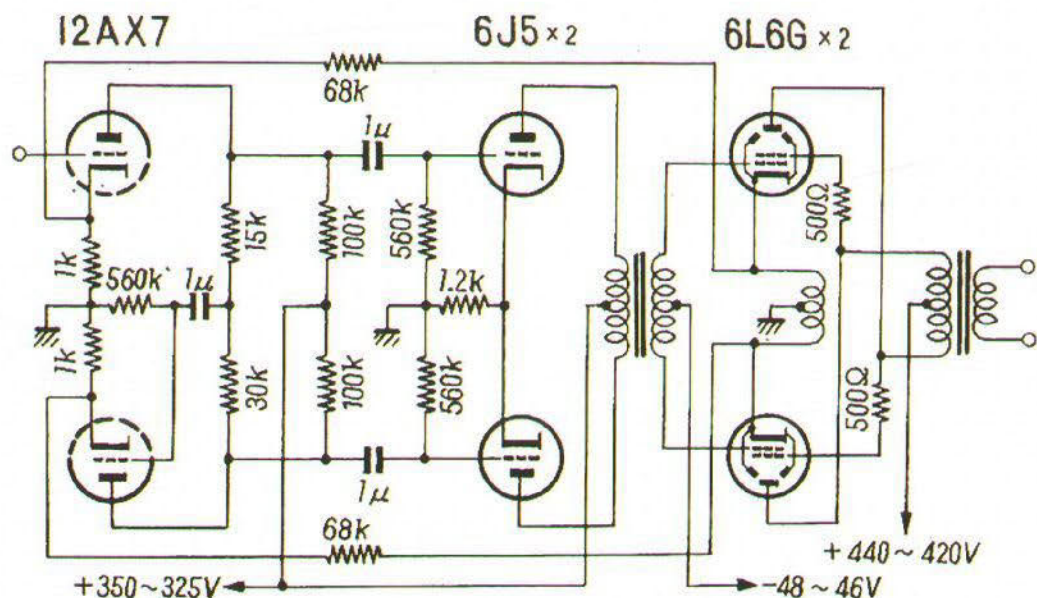 12AX7
6J5 × 2
6L6G × 2
68k
1μ
1k
15k
100k
560k
500Ω
560k
1μ
1.2k
1k
30k
100k
560k
500Ω
1μ
68k
+440～420V
+350～325V
-48～46V